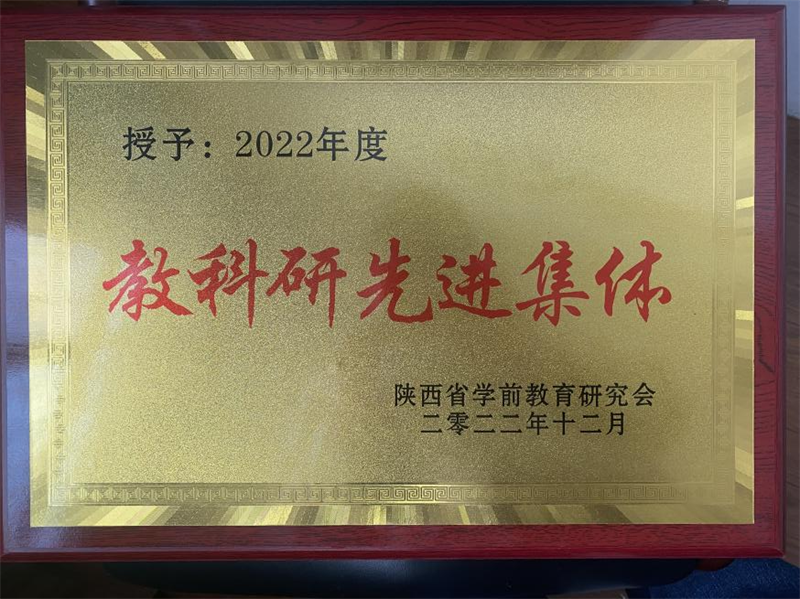 授予：2022年度
教科研先进集体
陕西省学前教育研究会
二零二二年十二月